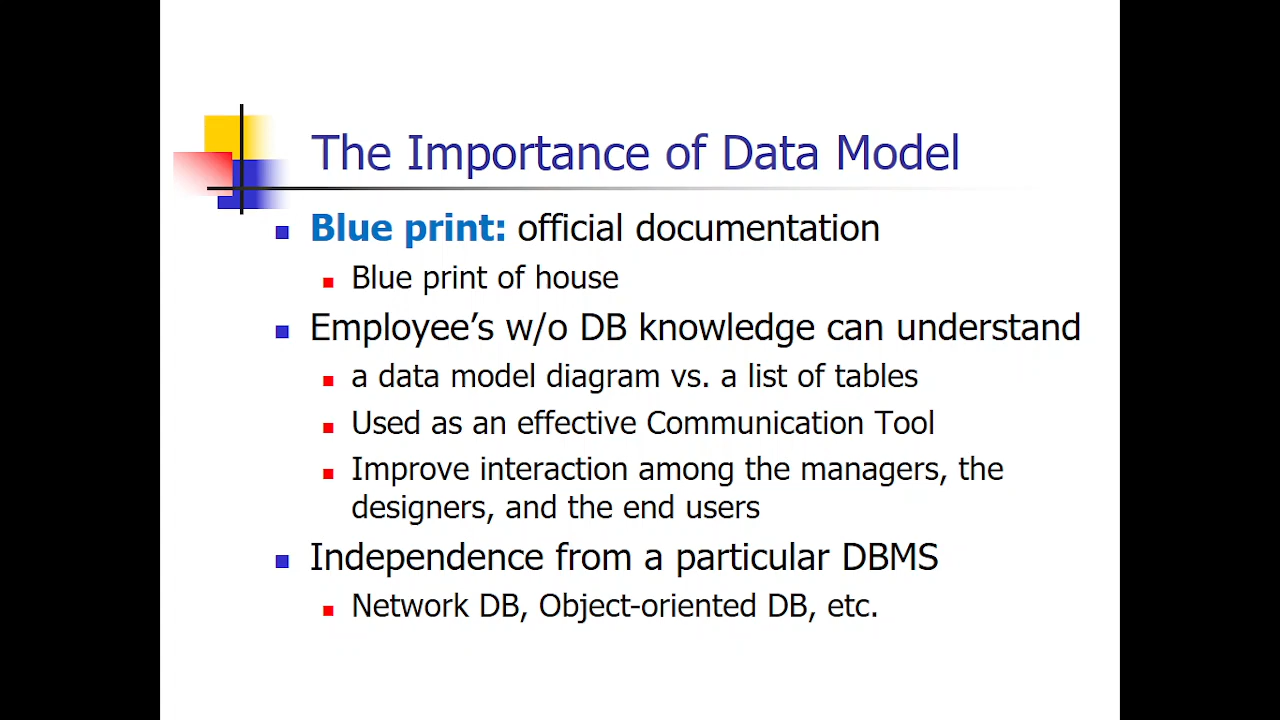 The Importance of Data Model
Blue print: official documentation
Blue print of house
Employee's w/o DB knowledge can understand
a data model diagram vs. a list of tables
Used as an effective Communication Tool
Improve interaction among the managers, the
designers, and the end users
Independence from a particular DBMS
Network DB, Object-oriented DB, etc.